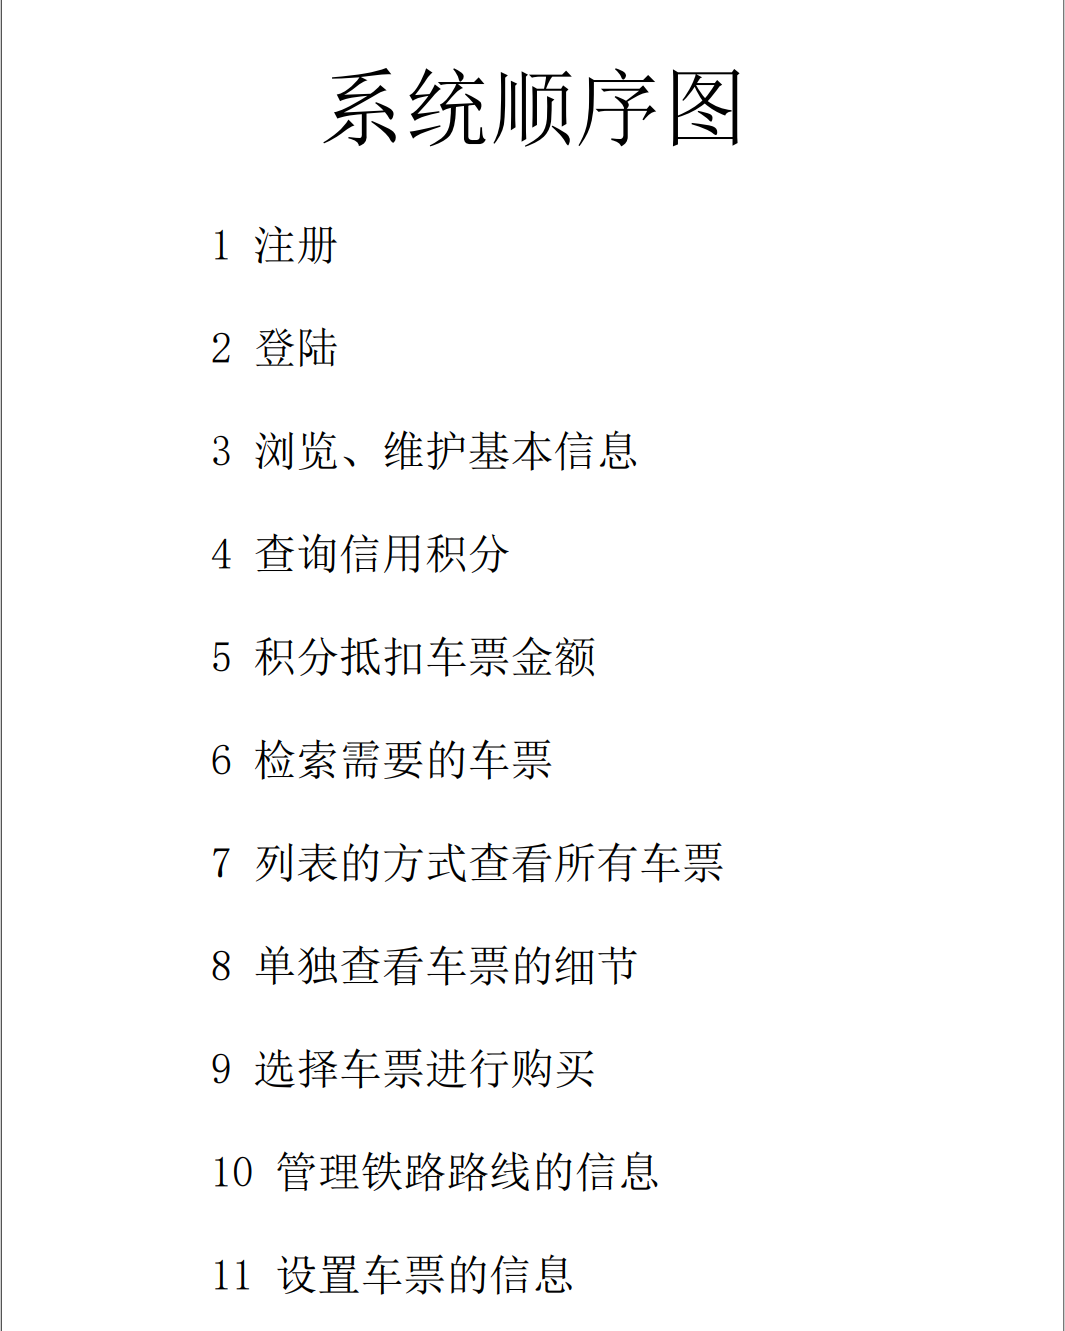 系统顺序图
1 注册
2 登陆
3 浏览、维护基本信息
4 查询信用积分
5 积分抵扣车票金额
6 检索需要的车票
7 列表的方式查看所有车票
8 单独查看车票的细节
9 选择车票进行购买
10 管理铁路路线的信息
11 设置车票的信息